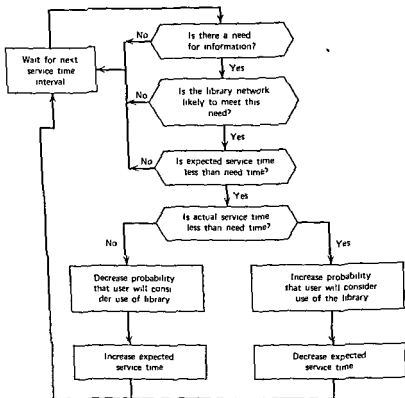 Is there a need
for information?
No
Wait for next
service time
interval
Yes
Is the library network
likely to meet this
need?
No
Yes
Is expected service time
less than need time?
No
Yes
Is actual service time
less than need time?
No
Yes
Decrease probability
that user will consi
der use of library
Increase probability
that user will consider
use of the library
Increase expected
service time
Decrease expected
service time